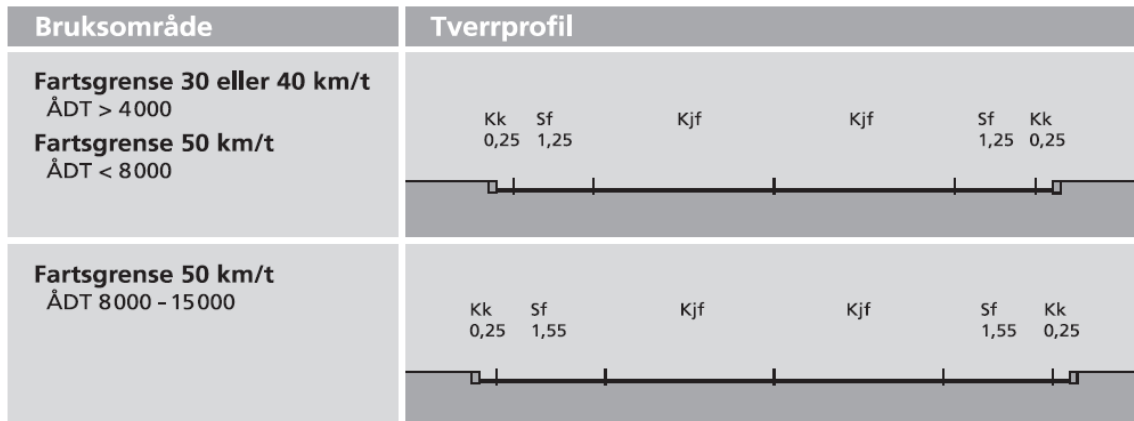 Bruksområde
Tverrprofil
Fartsgrense 30 eller 40 km/t
ÅDT > 4000
Fartsgrense 50 km/t
ÅDT < 8000
Kk Sf Kjf Kjf Sf Kk
0,25 1,25 1,25 0,25
Fartsgrense 50 km/t
ÅDT 8000 – 15000
Kk Sf Kjf Kjf Sf Kk
0,25 1,55 1,55 0,25